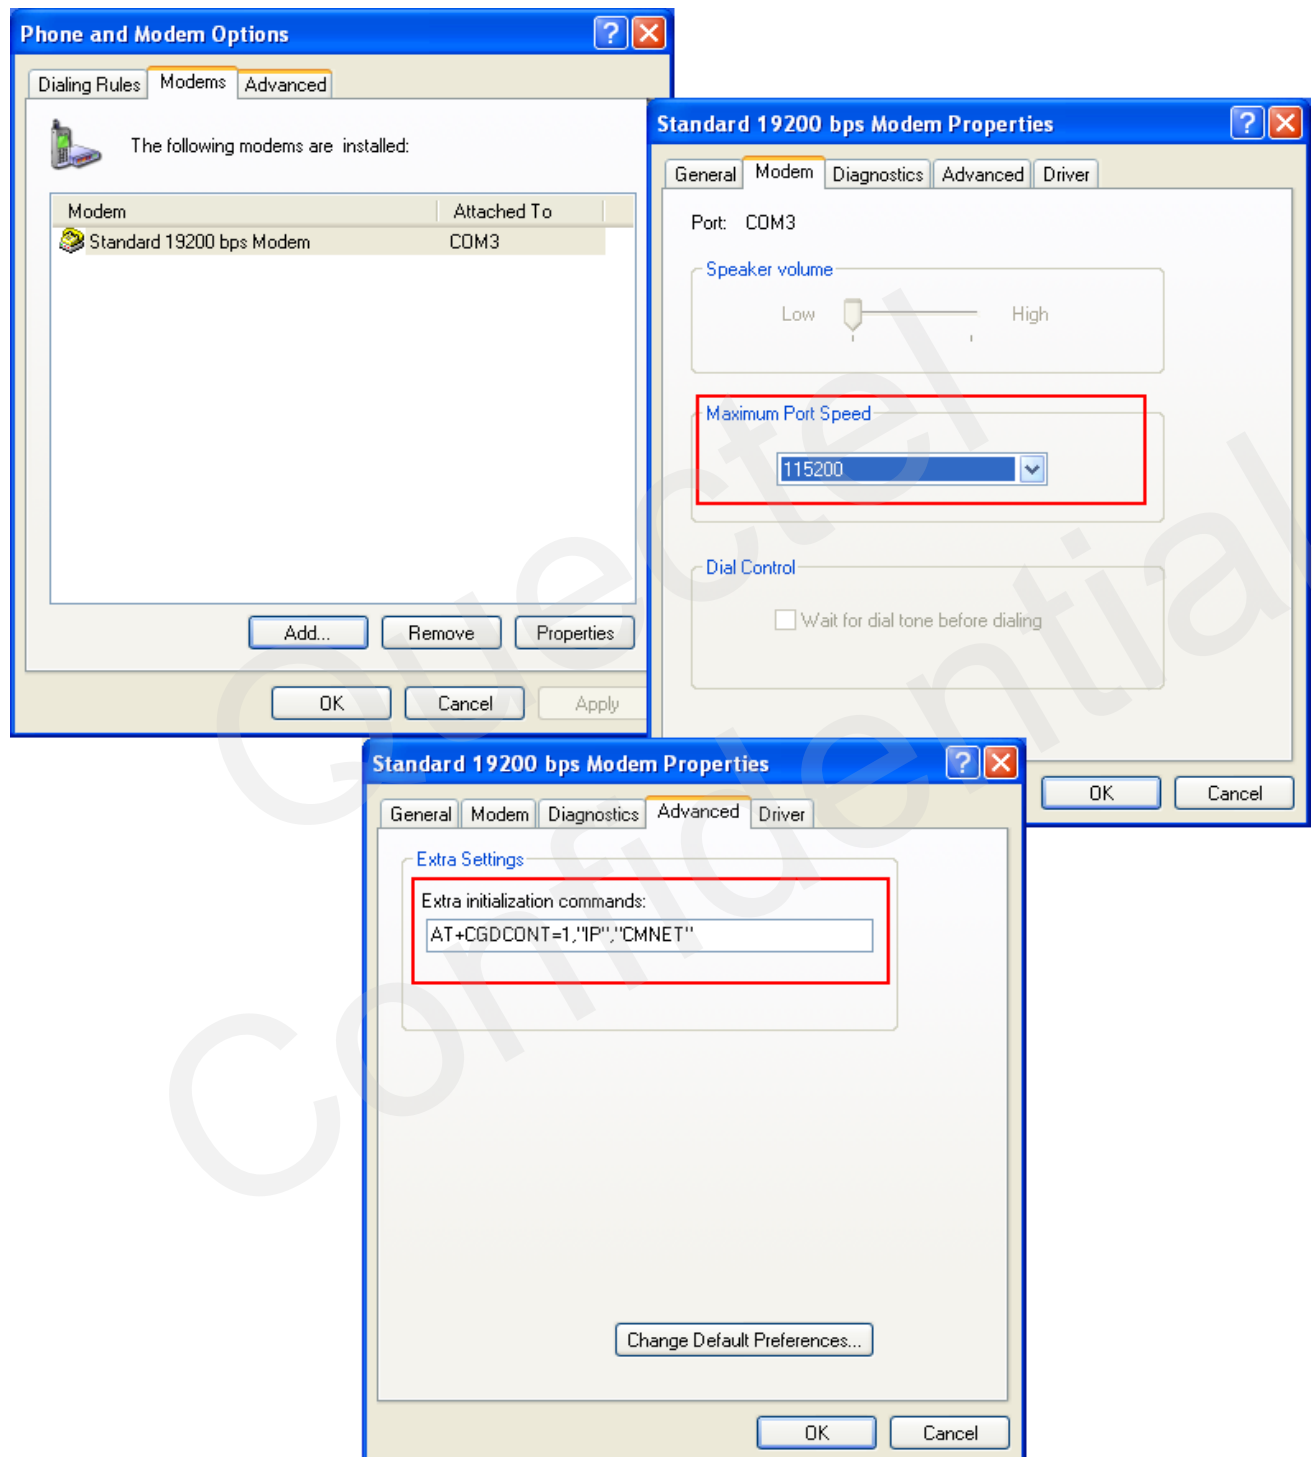 Phone and Modem Options
Dialing Rules Modems Advanced
The following modems are installed:
Modem Attached To
Standard 19200 bps Modem COM3
Add... Remove Properties
OK Cancel Apply
Standard 19200 bps Modem Properties
General Modem Diagnostics Advanced Driver
Port: COM3
Speaker volume
Low High
Maximum Port Speed
115200
Dial Control
Wait for dial tone before dialing
OK Cancel
Standard 19200 bps Modem Properties
General Modem Diagnostics Advanced Driver
Extra Settings
Extra initialization commands:
AT+CGDCONT=1,"IP","CMNET"
Change Default Preferences...
OK Cancel
Quectel
Confidential